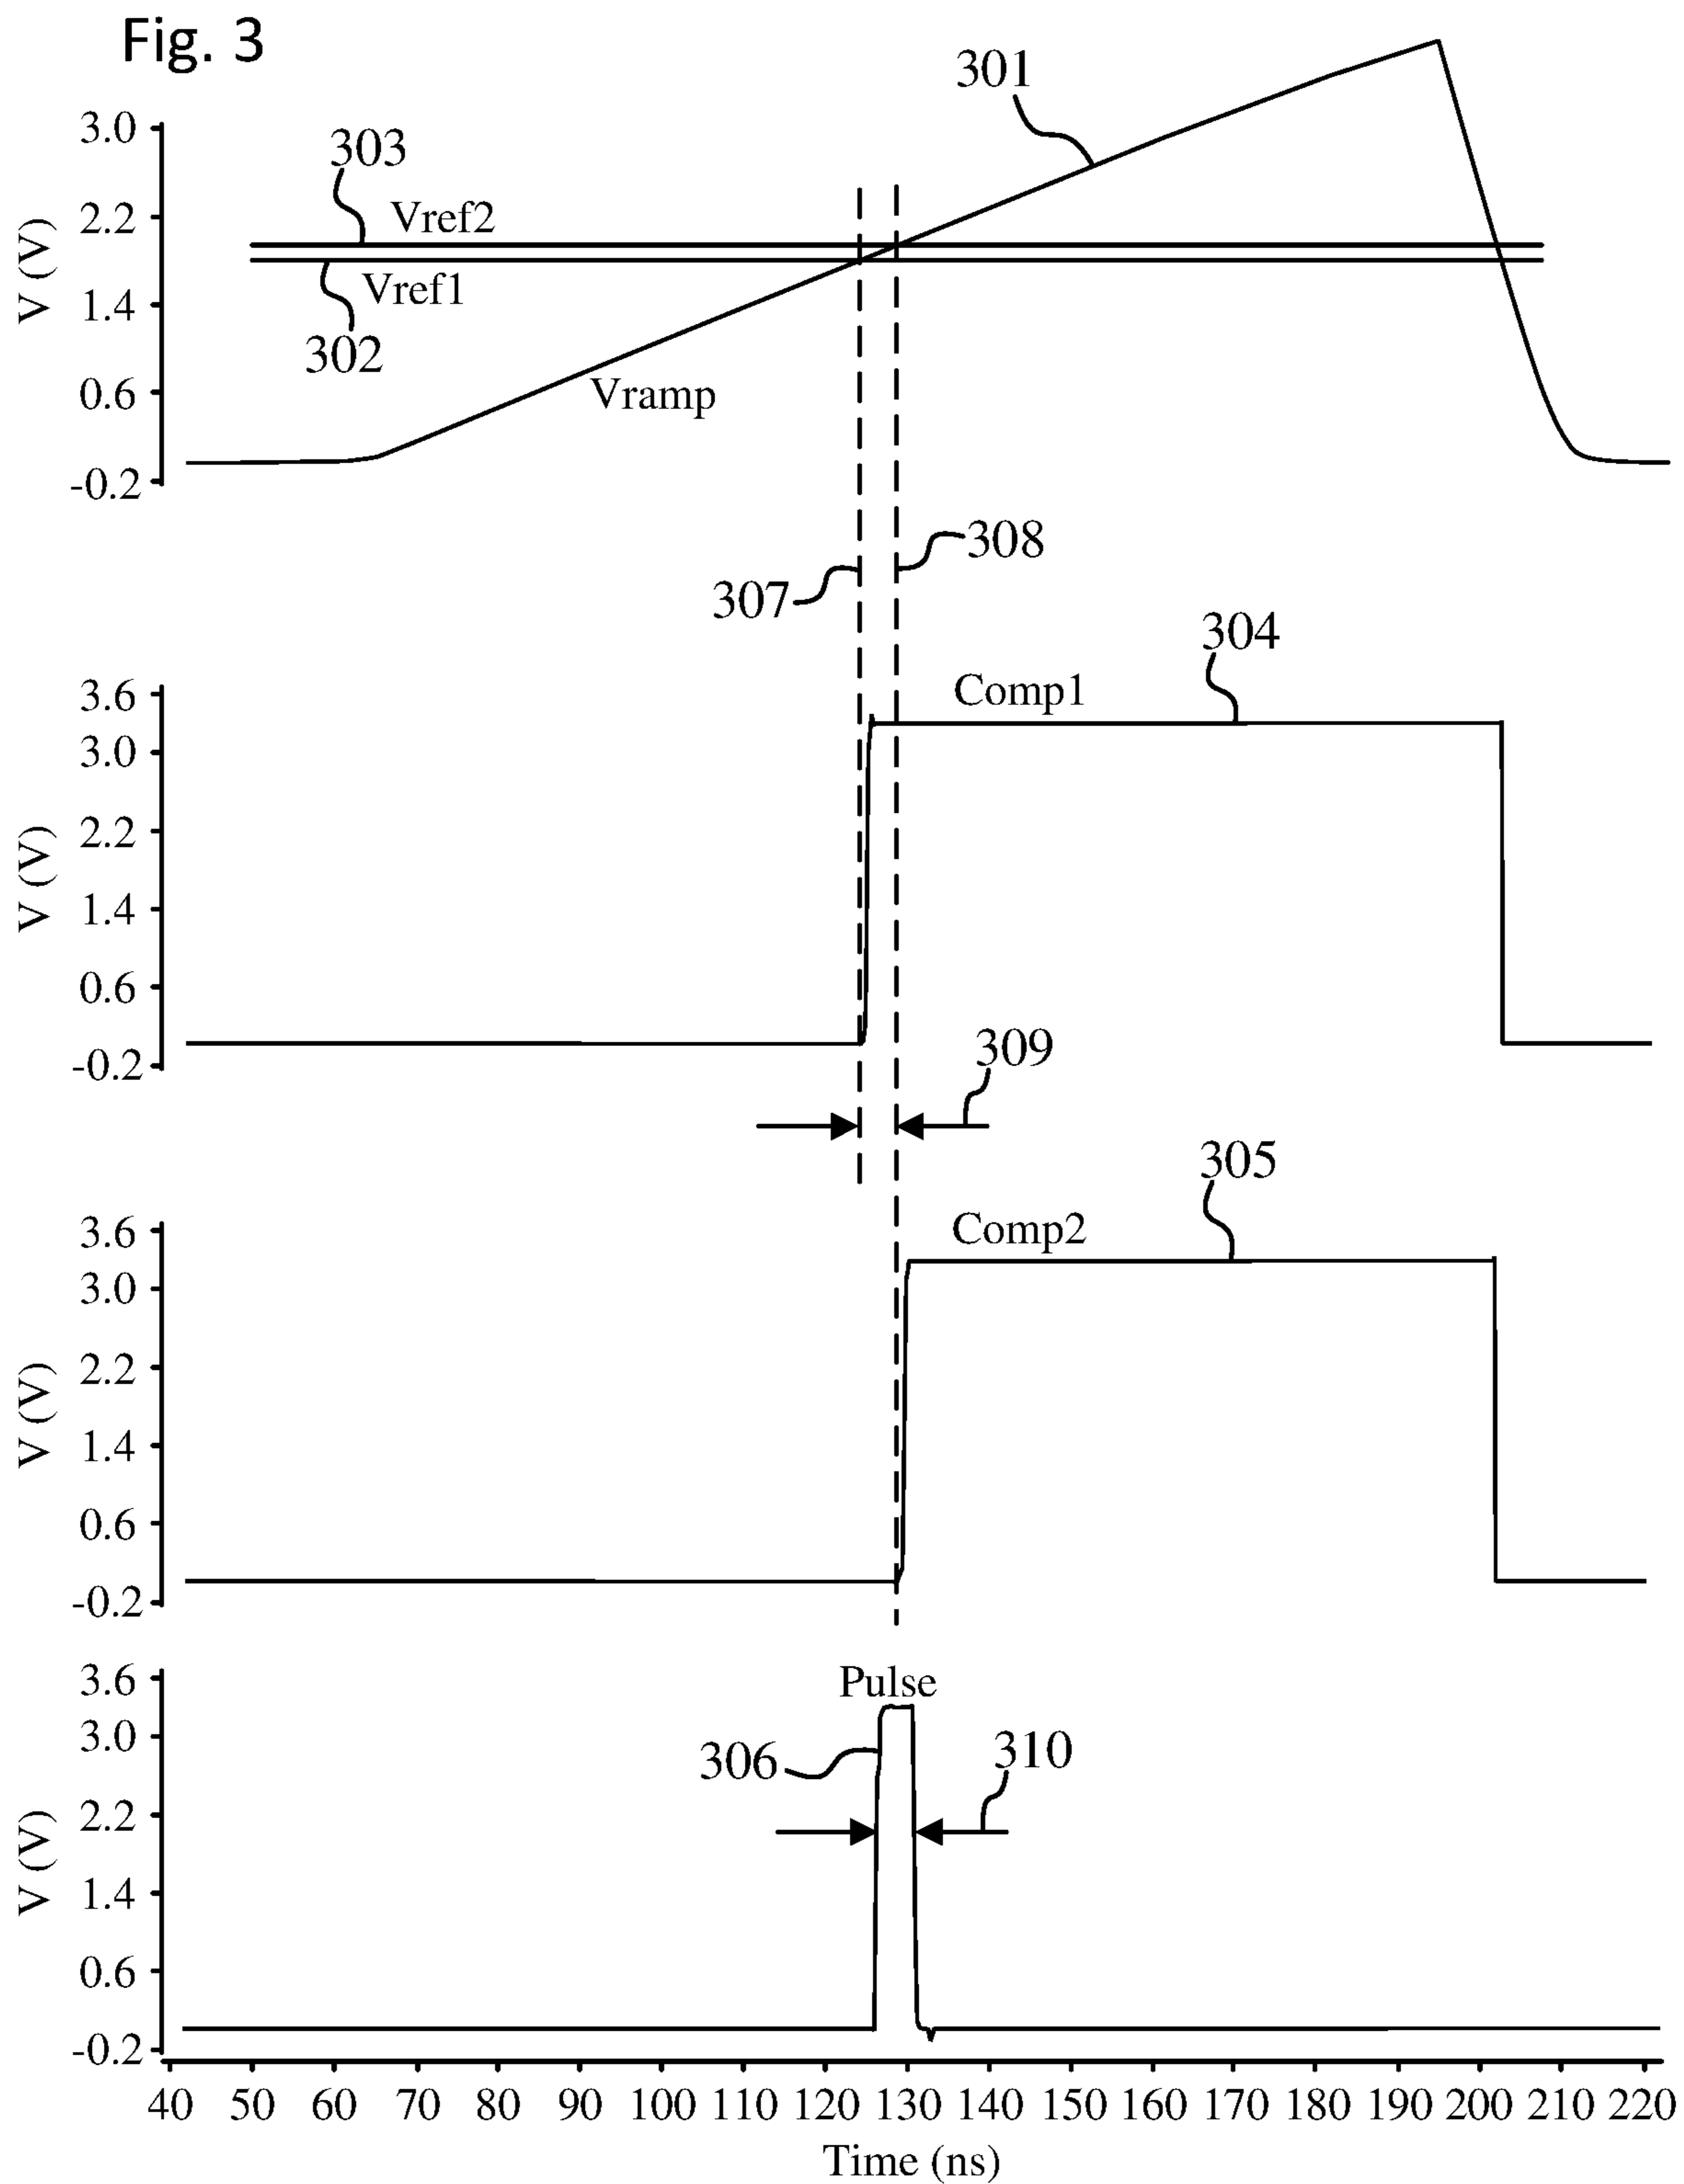 Fig. 3
301
3.0
303
2.2
Vref2
V (V)
Vref1
1.4
302
0.6
Vramp
-0.2
308
307
304
3.6
Comp1
3.0
2.2
V (V)
1.4
0.6
309
-0.2
305
3.6
Comp2
3.0
2.2
V (V)
1.4
0.6
-0.2
3.6
Pulse
3.0
306
310
2.2
V (V)
1.4
0.6
-0.2
40 50 60 70 80 90 100 110 120 130 140 150 160 170 180 190 200 210 220
Time (ns)